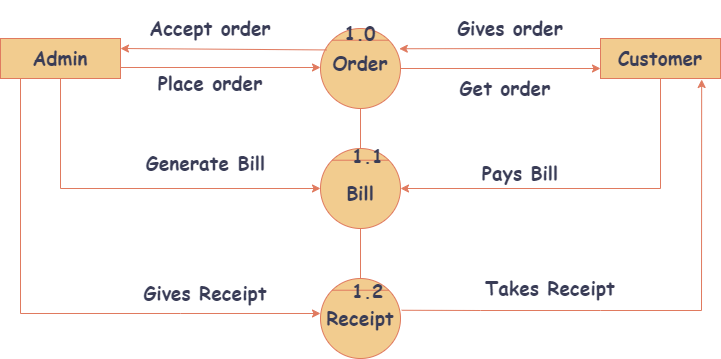 Accept order
1.0
Gives order
Admin
Order
Customer
Place order
Get order
1.1
Generate Bill
Pays Bill
Bill
1.2
Gives Receipt
Takes Receipt
Receipt